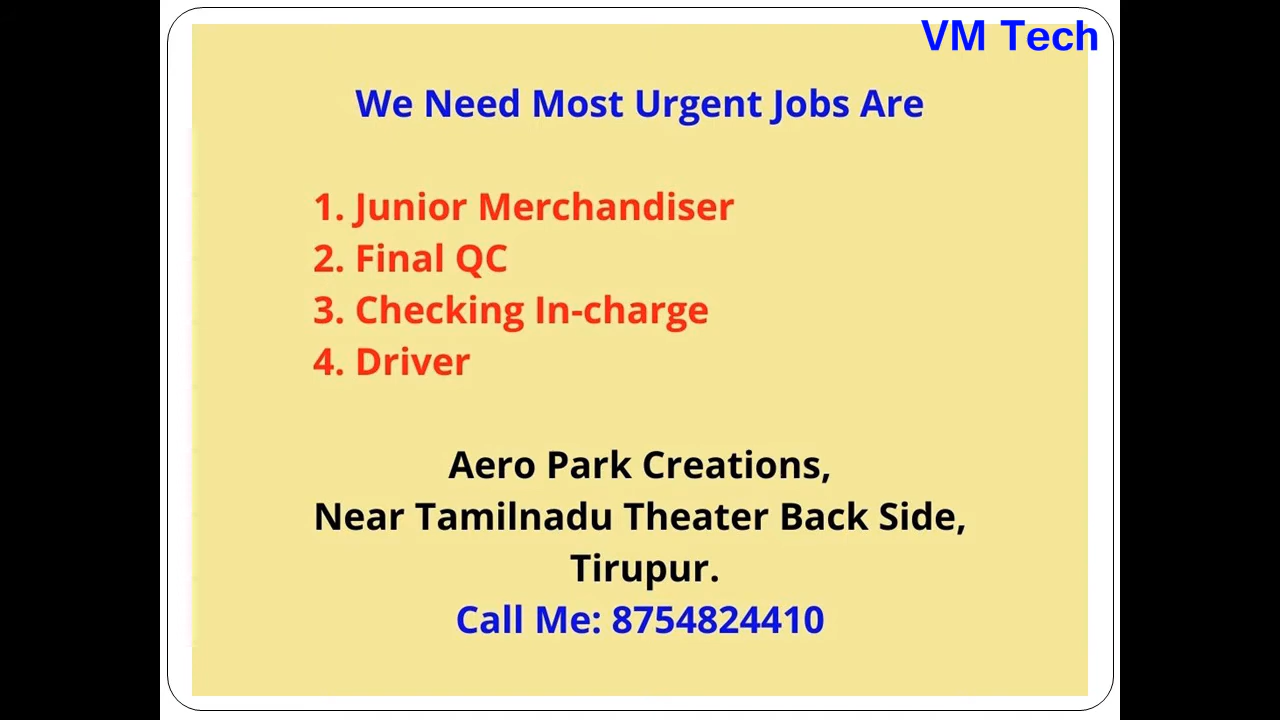 VM Tech
We Need Most Urgent Jobs Are
1. Junior Merchandiser
2. Final QC
3. Checking In-charge
4. Driver
Aero Park Creations,
Near Tamilnadu Theater Back Side,
Tirupur.
Call Me: 8754824410